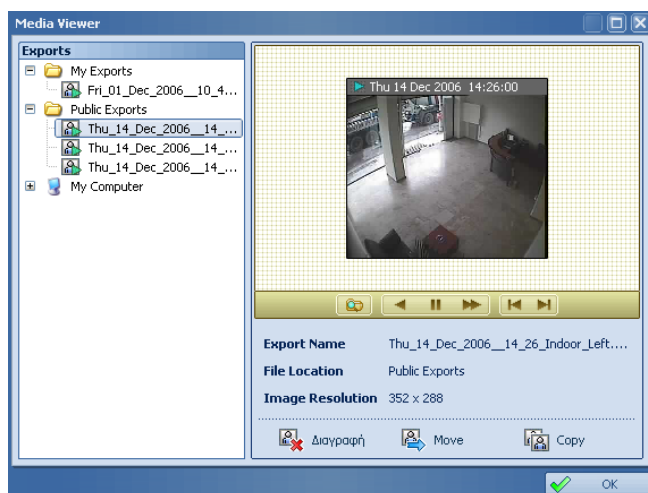 Media Viewer
Exports
My Exports
Fri_01_Dec_2006__10_4...
Public Exports
Thu_14_Dec_2006__14_...
Thu_14_Dec_2006__14_...
Thu_14_Dec_2006__14_...
My Computer
Thu 14 Dec 2006 14:26:00
Export Name Thu_14_Dec_2006__14_26_Indoor_Left....
File Location Public Exports
Image Resolution 352 x 288
Διαγραφή Move Copy
OK